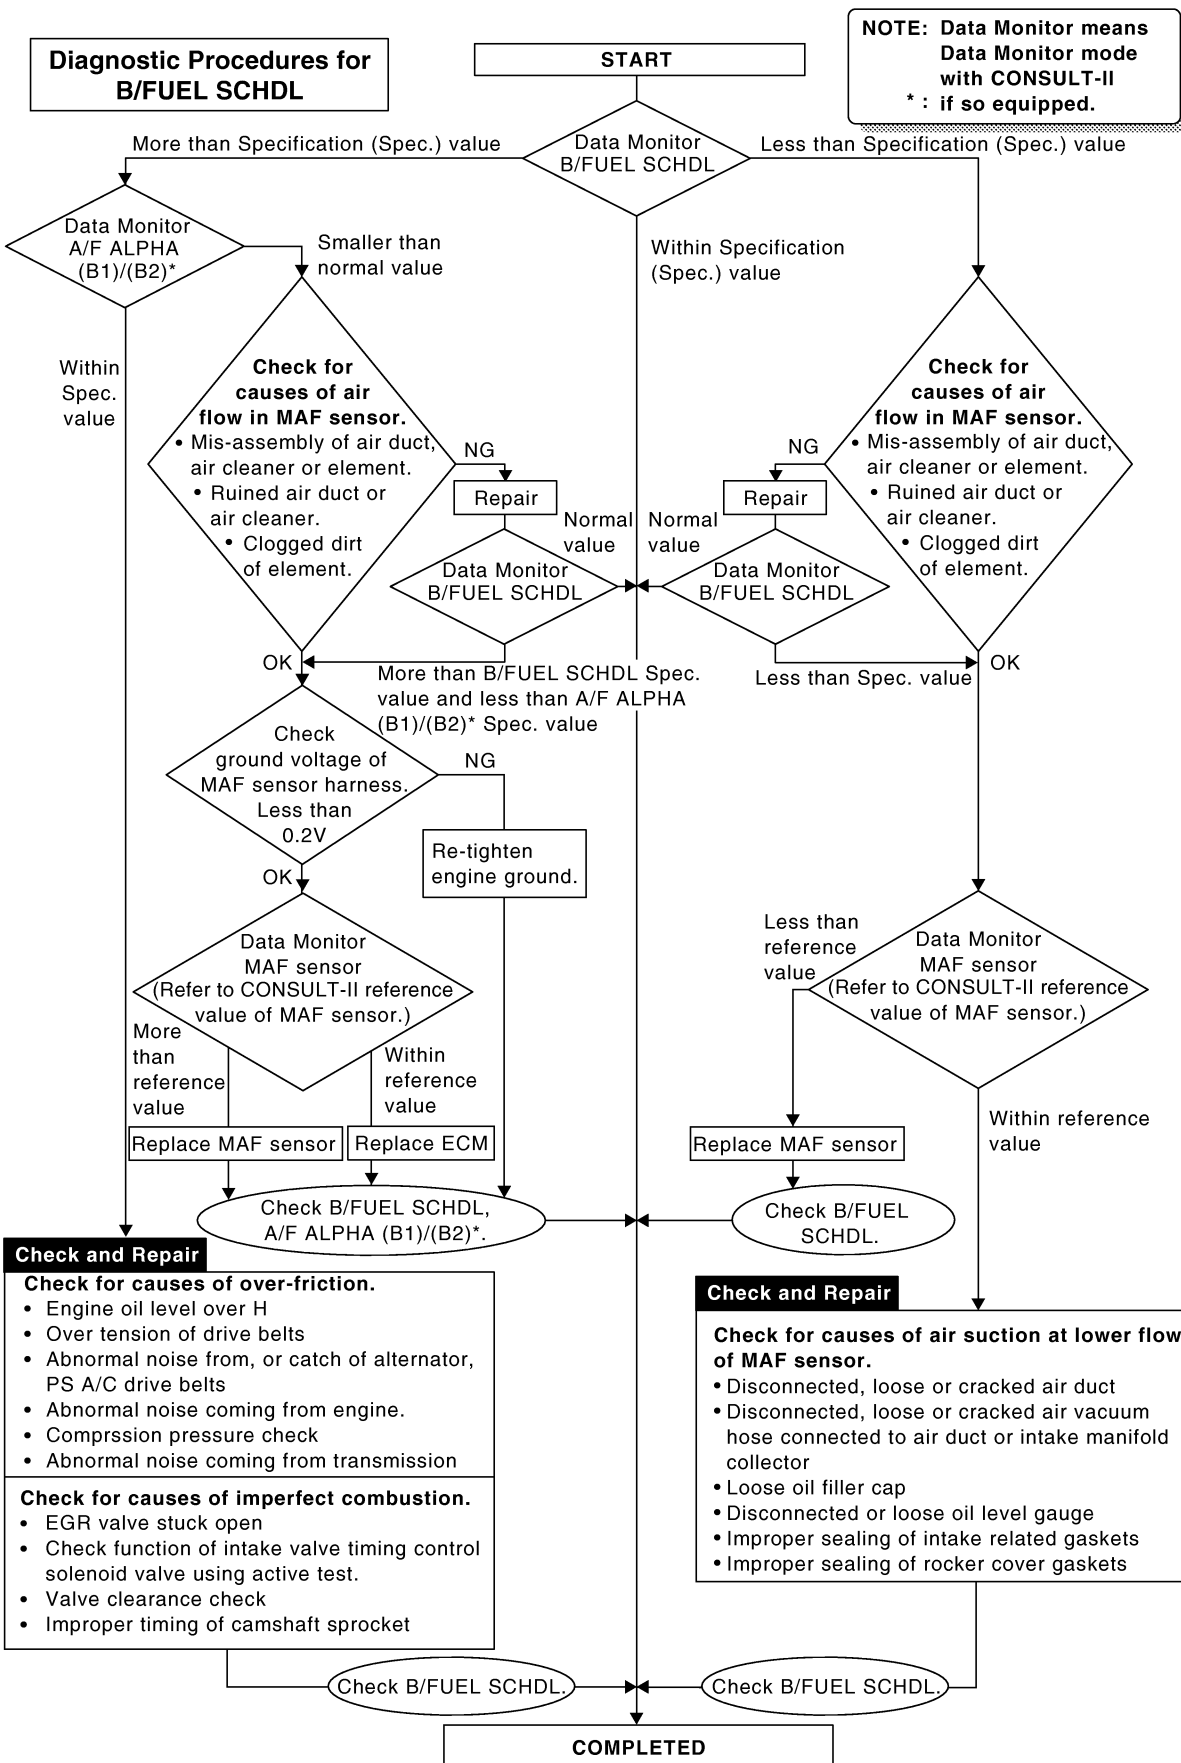 Diagnostic Procedures for
B/FUEL SCHDL
START
NOTE: Data Monitor means
Data Monitor mode
with CONSULT-II
* : if so equipped.
More than Specification (Spec.) value
Data Monitor
B/FUEL SCHDL
Less than Specification (Spec.) value
Data Monitor
A/F ALPHA
(B1)/(B2)*
Smaller than
normal value
Within Specification
(Spec.) value
Within
Spec.
value
Check for
causes of air
flow in MAF sensor.
• Mis-assembly of air duct,
air cleaner or element.
• Ruined air duct or
air cleaner.
• Clogged dirt
of element.
NG
Repair
Normal
value
Data Monitor
B/FUEL SCHDL
Check for
causes of air
flow in MAF sensor.
• Mis-assembly of air duct,
air cleaner or element.
• Ruined air duct or
air cleaner.
• Clogged dirt
of element.
NG
Repair
Normal
value
Data Monitor
B/FUEL SCHDL
OK
More than B/FUEL SCHDL Spec.
value and less than A/F ALPHA
(B1)/(B2)* Spec. value
Less than Spec. value
OK
Check
ground voltage of
MAF sensor harness.
Less than
0.2V
NG
Re-tighten
engine ground.
OK
Data Monitor
MAF sensor
(Refer to CONSULT-II reference
value of MAF sensor.)
Less than
reference
value
Data Monitor
MAF sensor
(Refer to CONSULT-II reference
value of MAF sensor.)
More
than
reference
value
Within
reference
value
Within reference
value
Replace MAF sensor
Replace ECM
Replace MAF sensor
Check B/FUEL SCHDL,
A/F ALPHA (B1)/(B2)*.
Check B/FUEL
SCHDL.
Check and Repair
Check for causes of over-friction.
• Engine oil level over H
• Over tension of drive belts
• Abnormal noise from, or catch of alternator,
PS A/C drive belts
• Abnormal noise coming from engine.
• Comprssion pressure check
• Abnormal noise coming from transmission
Check for causes of imperfect combustion.
• EGR valve stuck open
• Check function of intake valve timing control
solenoid valve using active test.
• Valve clearance check
• Improper timing of camshaft sprocket
Check and Repair
Check for causes of air suction at lower flow
of MAF sensor.
• Disconnected, loose or cracked air duct
• Disconnected, loose or cracked air vacuum
hose connected to air duct or intake manifold
collector
• Loose oil filler cap
• Disconnected or loose oil level gauge
• Improper sealing of intake related gaskets
• Improper sealing of rocker cover gaskets
Check B/FUEL SCHDL.
Check B/FUEL SCHDL.
COMPLETED